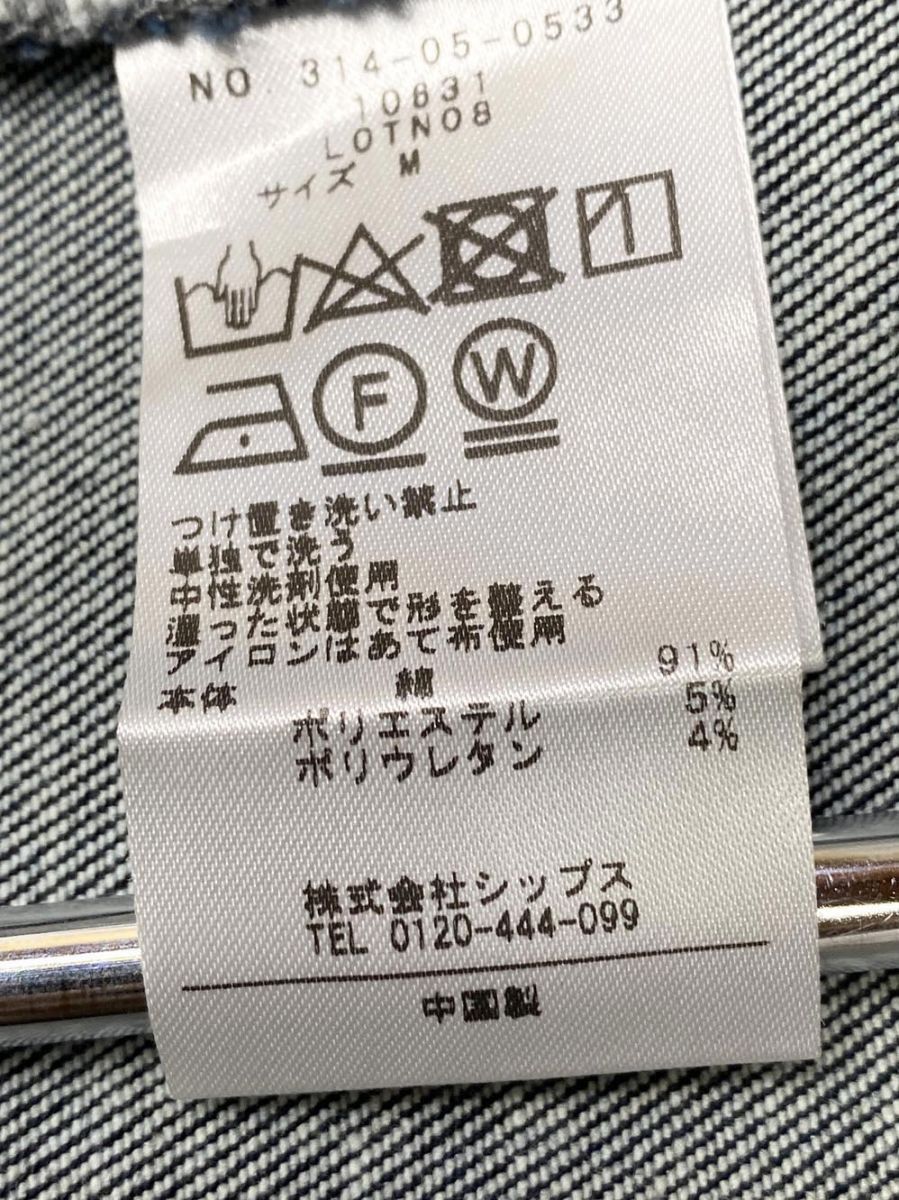 NO. 314-05-0533
10831
LOTN08
サイズ M
F W
つけ置き洗い禁止
単独で洗う
中性洗剤使用
濡った状態で形を整える
アイロンはあて布使用
本体 綿 91%
ポリエステル 5%
ポリウレタン 4%
株式会社シップス
TEL 0120-444-099
中国製